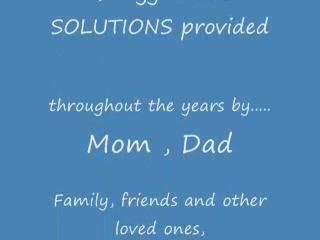 SOLUTIONS provided
throughout the years by.....
Mom , Dad
Family, friends and other
loved ones,